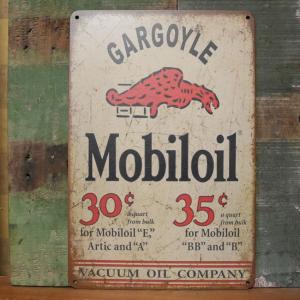 GARGOYLE
Mobiloil
30¢ a quart from bulk
for Mobiloil "E,"
Artic and "A"
35¢ a quart from bulk
for Mobiloil
"BB" and "B"
VACUUM OIL COMPANY